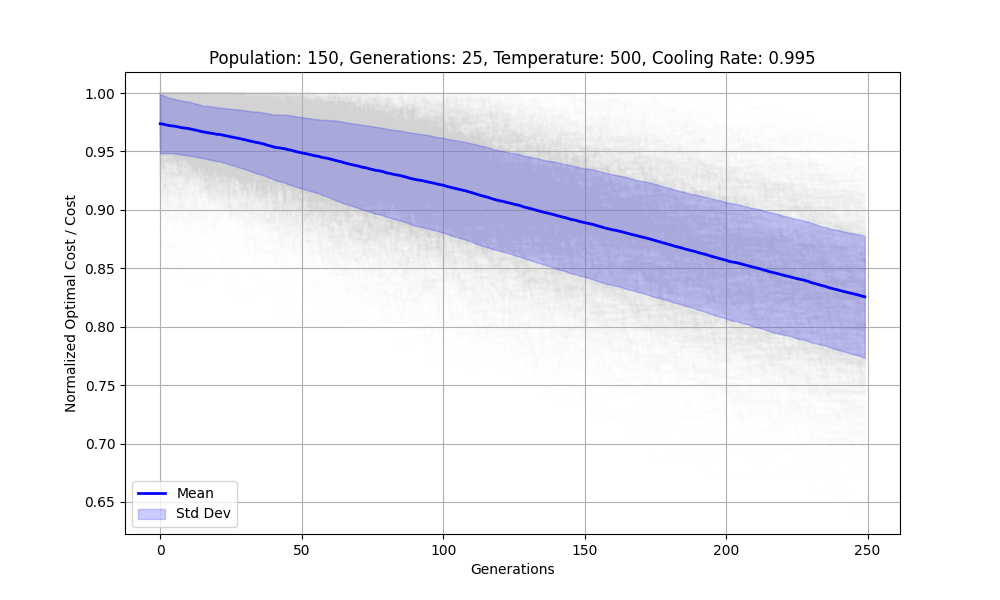 Population: 150, Generations: 25, Temperature: 500, Cooling Rate: 0.995
Normalized Optimal Cost / Cost
1.00
0.95
0.90
0.85
0.80
0.75
0.70
0.65
Mean
Std Dev
0 50 100 150 200 250
Generations